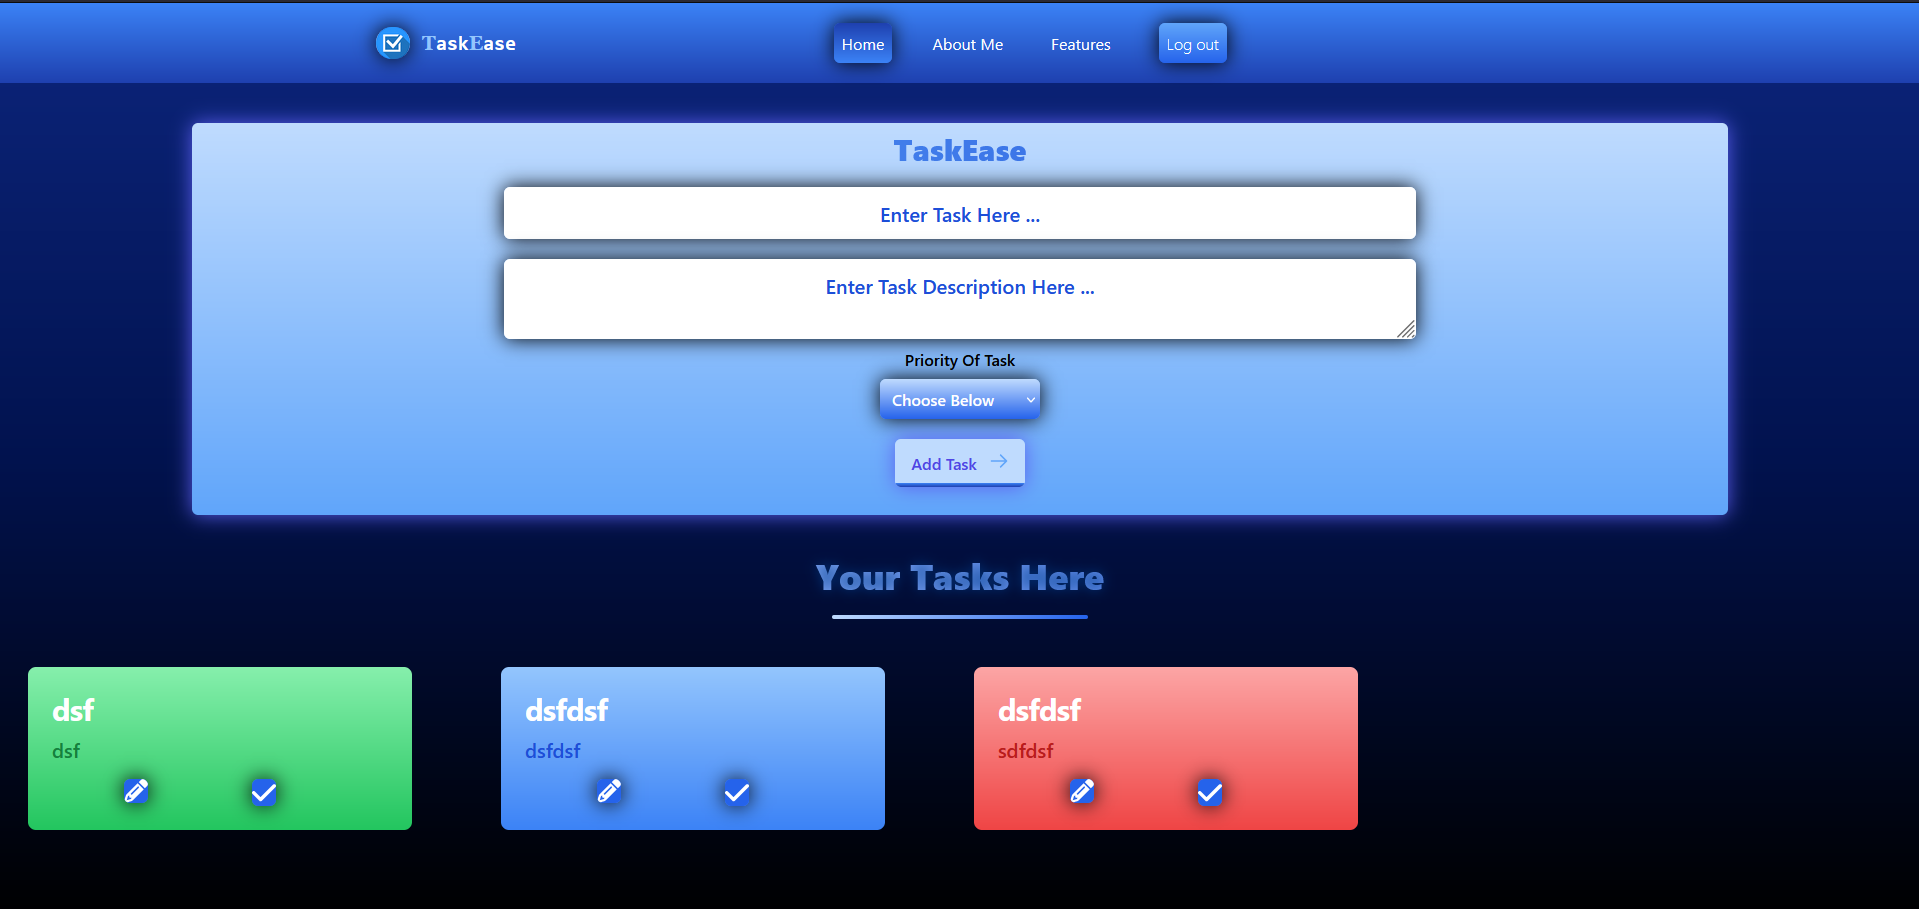 TaskEase Home About Me Features Log out
TaskEase
Enter Task Here ...
Enter Task Description Here ...
Priority Of Task
Choose Below
Add Task
Your Tasks Here
dsf dsfdsf dsfdsf
dsf dsfdsf sdfdsf